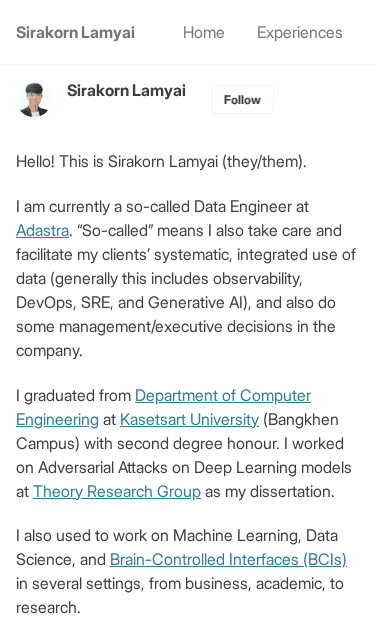 Sirakorn Lamyai Home Experiences
Sirakorn Lamyai Follow
Hello! This is Sirakorn Lamyai (they/them).
I am currently a so-called Data Engineer at
Adastra. “So-called” means I also take care and
facilitate my clients’ systematic, integrated use of
data (generally this includes observability,
DevOps, SRE, and Generative AI), and also do
some management/executive decisions in the
company.
I graduated from Department of Computer
Engineering at Kasetsart University (Bangkhen
Campus) with second degree honour. I worked
on Adversarial Attacks on Deep Learning models
at Theory Research Group as my dissertation.
I also used to work on Machine Learning, Data
Science, and Brain-Controlled Interfaces (BCIs)
in several settings, from business, academic, to
research.